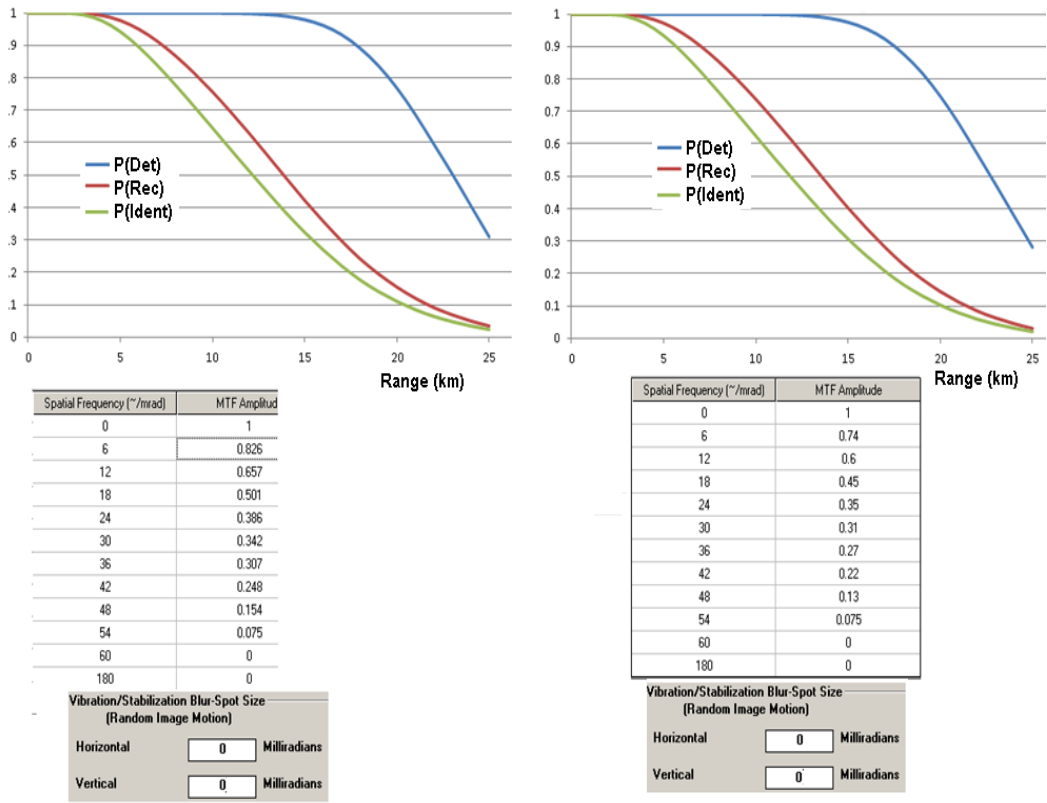 1
.9
.8
.7
.6
.5
.4
.3
.2
.1
0
P(Det)
P(Rec)
P(Ident)
0 5 10 15 20 25
Range (km)
Spatial Frequency (~/mrad) MTF Amplitud
0 1
6 0.826
12 0.657
18 0.501
24 0.386
30 0.342
36 0.307
42 0.248
48 0.154
54 0.075
60 0
180 0
Vibration/Stabilization Blur-Spot Size
(Random Image Motion)
Horizontal 0 Milliradians
Vertical 0 Milliradians
1
0.9
0.8
0.7
0.6
0.5
0.4
0.3
0.2
0.1
0
P(Det)
P(Rec)
P(Ident)
0 5 10 15 20 25
Range (km)
Spatial Frequency (~/mrad) MTF Amplitude
0 1
6 0.74
12 0.6
18 0.45
24 0.35
30 0.31
36 0.27
42 0.22
48 0.13
54 0.075
60 0
180 0
Vibration/Stabilization Blur-Spot Size
(Random Image Motion)
Horizontal 0 Milliradians
Vertical 0 Milliradians